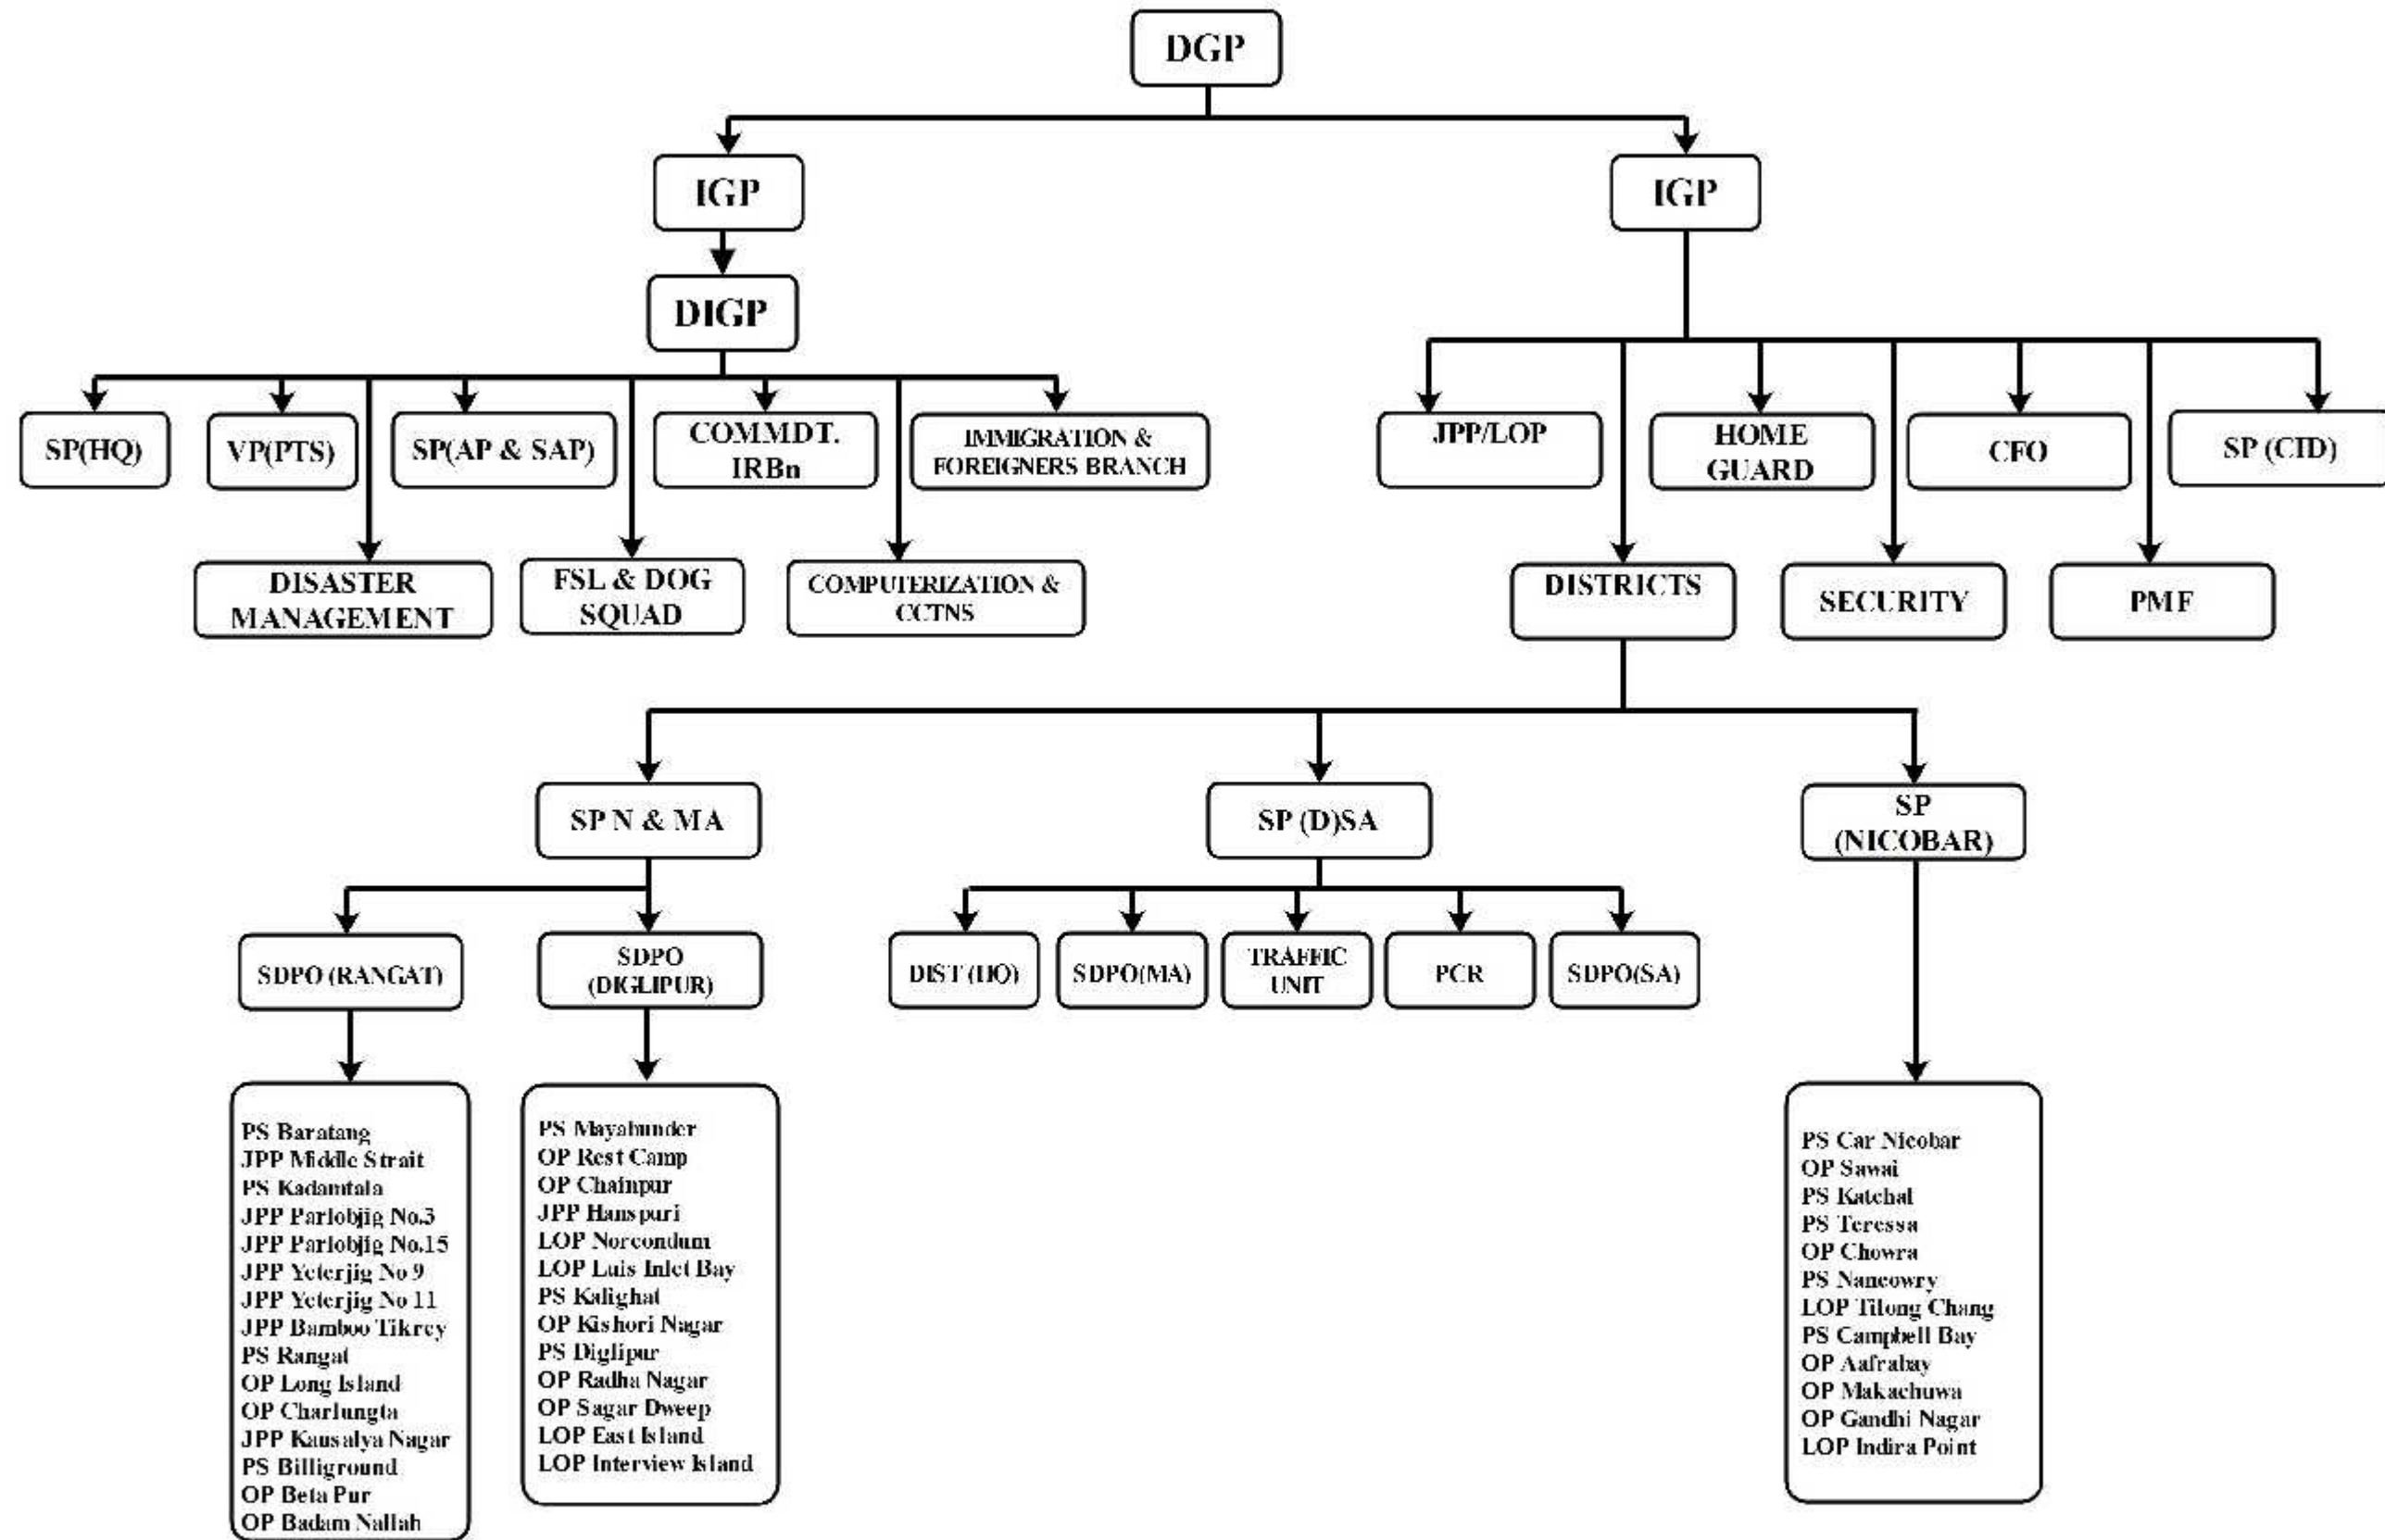 DGP
IGP
IGP
DIGP
SP(HQ)
VP(PTS)
SP(AP & SAP)
COMMDT.
IRBn
IMMIGRATION &
FOREIGNERS BRANCH
JPP/LOP
HOME
GUARD
CFO
SP (CID)
DISASTER
MANAGEMENT
FSL & DOG
SQUAD
COMPUTERIZATION &
CCTNS
DISTRICTS
SECURITY
PMF
SP N & MA
SP (D)SA
SP
(NICOBAR)
SDPO (RANGAT)
SDPO
(DIGLIPUR)
DIST (HQ)
SDPO(MA)
TRAFFIC
UNIT
PCR
SDPO(SA)
PS Baratang
JPP Middle Strait
PS Kadamtala
JPP Parlobjig No.3
JPP Parlobjig No.15
JPP Yeterjig No 9
JPP Yeterjig No 11
JPP Bamboo Tikrey
PS Rangat
OP Long Island
OP Charlungta
JPP Kausalya Nagar
PS Billiground
OP Beta Pur
OP Badam Nallah
PS Mayabunder
OP Rest Camp
OP Chainpur
JPP Hanspuri
LOP Norcondum
LOP Luis Inlet Bay
PS Kalighat
OP Kishori Nagar
PS Diglipur
OP Radha Nagar
OP Sagar Dweep
LOP East Island
LOP Interview Island
PS Car Nicobar
OP Sawai
PS Katchal
PS Teressa
OP Chowra
PS Nancowry
LOP Tilong Chang
PS Campbell Bay
OP Aafrabay
OP Makachuwa
OP Gandhi Nagar
LOP Indira Point